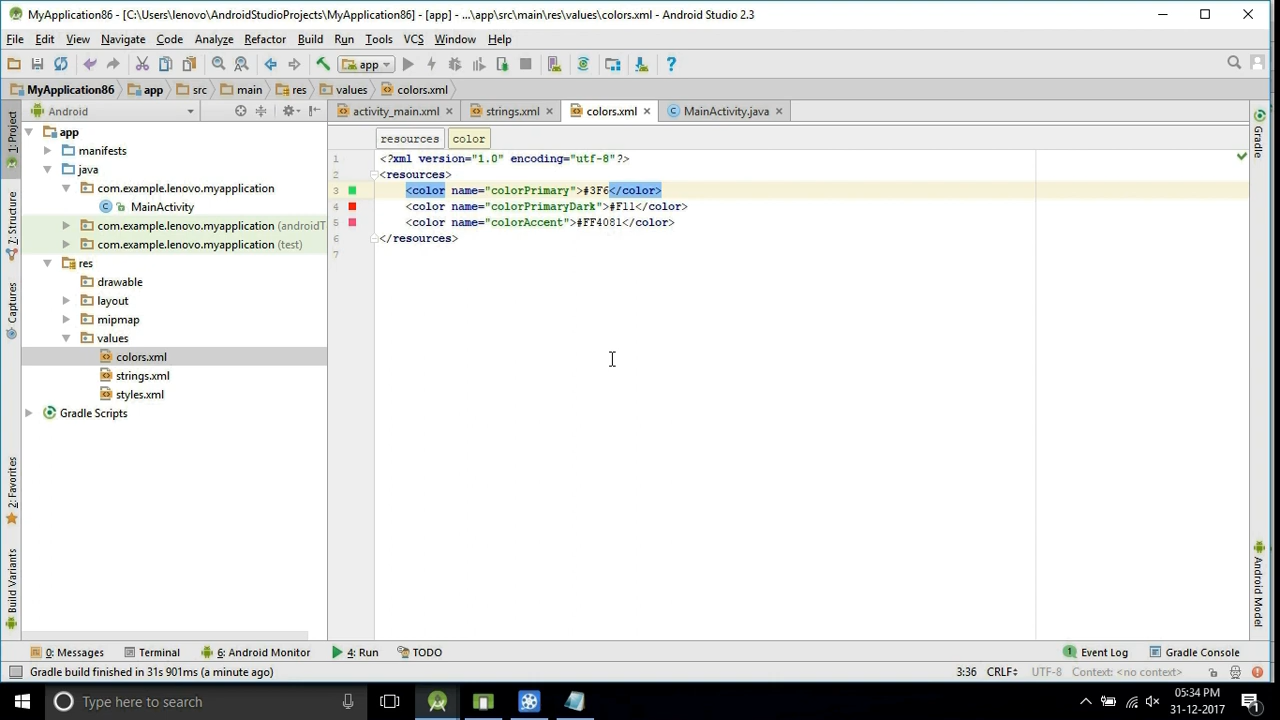 MyApplication86 - [C:\Users\lenovo\AndroidStudioProjects\MyApplication86] - [app] - ...\app\src\main\res\values\colors.xml - Android Studio 2.3
File Edit View Navigate Code Analyze Refactor Build Run Tools VCS Window Help
app
MyApplication86 app src main res values colors.xml
Android
activity_main.xml strings.xml colors.xml MainActivity.java
1: Project
7: Structure
Captures
2: Favorites
Build Variants
app
manifests
java
com.example.lenovo.myapplication
MainActivity
com.example.lenovo.myapplication (androidT
com.example.lenovo.myapplication (test)
res
drawable
layout
mipmap
values
colors.xml
strings.xml
styles.xml
Gradle Scripts
resources color
1 <?xml version="1.0" encoding="utf-8"?>
2 <resources>
3 <color name="colorPrimary">#3F6</color>
4 <color name="colorPrimaryDark">#F11</color>
5 <color name="colorAccent">#FF4081</color>
6 </resources>
7
Gradle
Android Model
0: Messages Terminal 6: Android Monitor 4: Run TODO 1 Event Log Gradle Console
Gradle build finished in 31s 901ms (a minute ago) 3:36 CRLF UTF-8 Context: <no context>
Type here to search
05:34 PM
31-12-2017
1